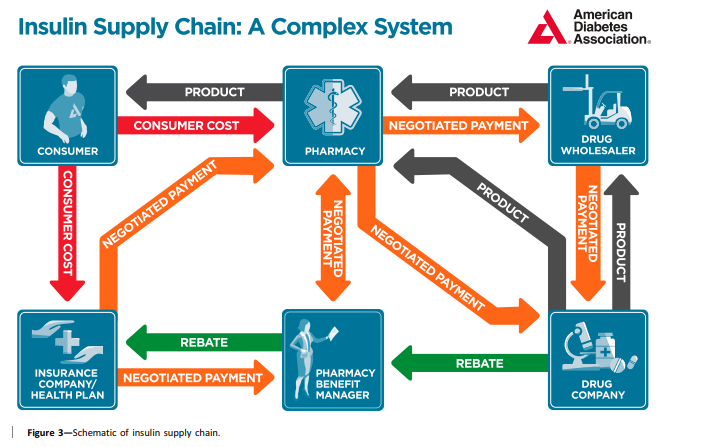 Insulin Supply Chain: A Complex System
American
Diabetes
Association®
PRODUCT
PRODUCT
CONSUMER COST
NEGOTIATED PAYMENT
CONSUMER
PHARMACY
DRUG
WHOLESALER
CONSUMER COST
NEGOTIATED PAYMENT
NEGOTIATED
PAYMENT
NEGOTIATED PAYMENT
PRODUCT
NEGOTIATED
PAYMENT
PRODUCT
REBATE
REBATE
NEGOTIATED PAYMENT
INSURANCE
COMPANY/
HEALTH PLAN
PHARMACY
BENEFIT
MANAGER
DRUG
COMPANY
Figure 3—Schematic of insulin supply chain.